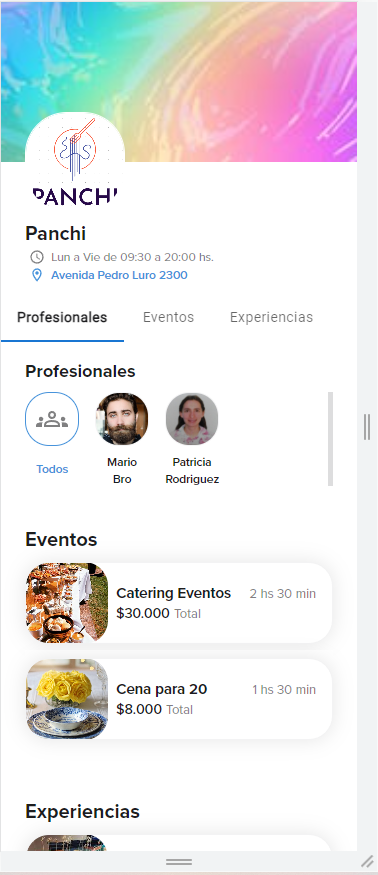 PANCHI
Panchi
Lun a Vie de 09:30 a 20:00 hs.
Avenida Pedro Luro 2300
Profesionales Eventos Experiencias
Profesionales
Todos
Mario
Bro
Patricia
Rodriguez
Eventos
Catering Eventos 2 hs 30 min
$30.000 Total
Cena para 20 1 hs 30 min
$8.000 Total
Experiencias